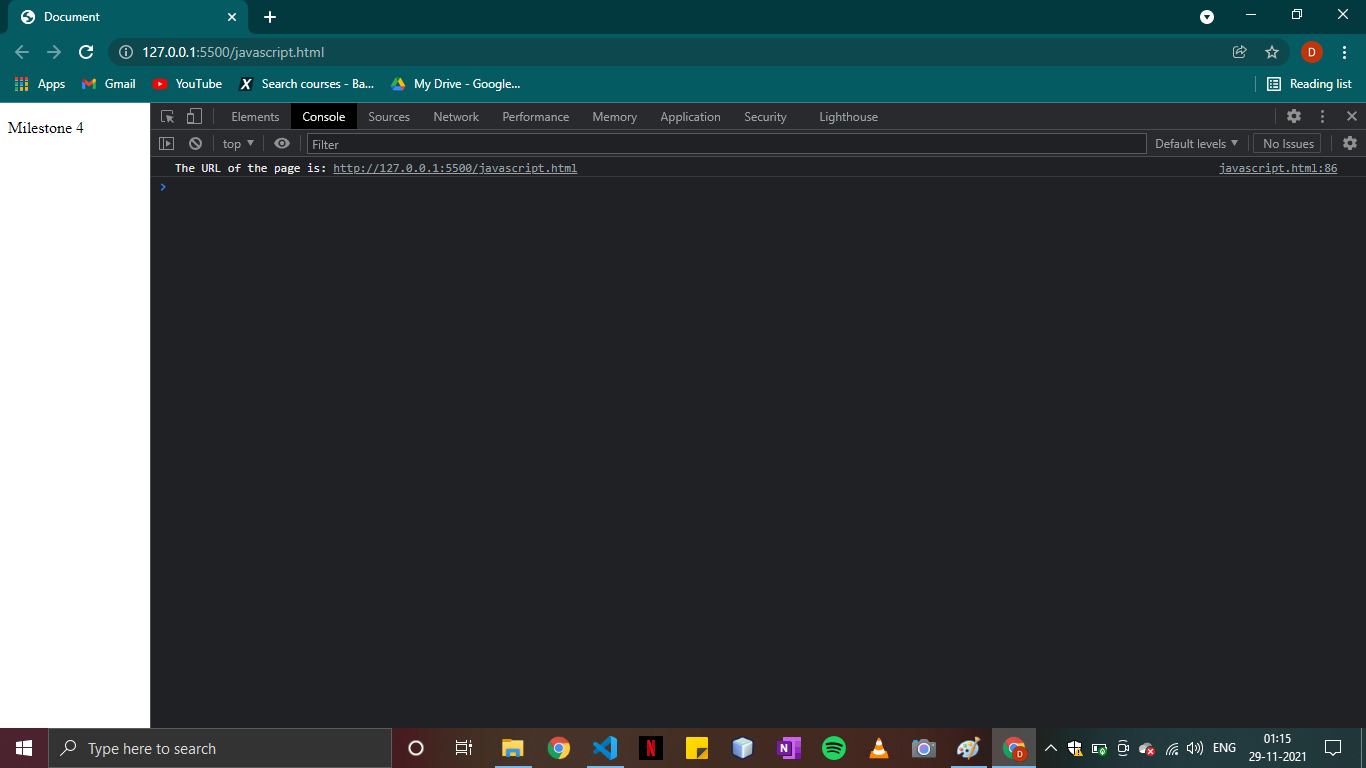 Document
127.0.0.1:5500/javascript.html
D
Apps Gmail YouTube X Search courses - Ba... My Drive - Google... Reading list
Milestone 4
Elements Console Sources Network Performance Memory Application Security Lighthouse
top Filter Default levels No Issues
The URL of the page is: http://127.0.0.1:5500/javascript.html javascript.html:86
Type here to search
N N D ENG
01:15
29-11-2021